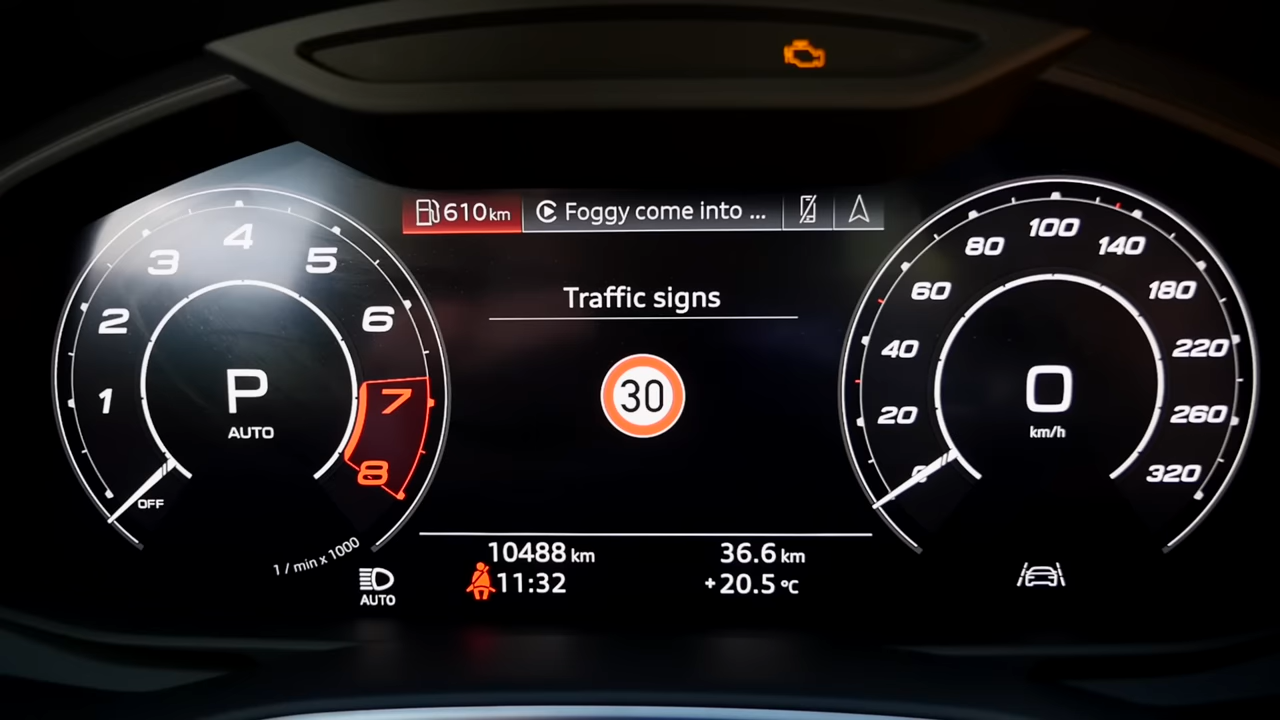 610 km
Foggy come into ...
Traffic signs
30
1
2
3
4
5
6
7
8
P
AUTO
OFF
1 / min x 1000
0
20
40
60
80
100
140
180
220
260
320
0
km/h
10488 km
36.6 km
11:32
+20.5 °C
AUTO